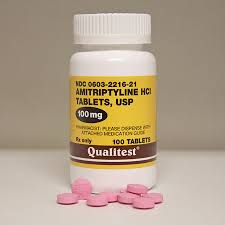 NDC 0603-2216-21
AMITRIPTYLINE HCl
TABLETS, USP
100 mg
PHARMACIST: PLEASE DISPENSE WITH
ATTACHED MEDICATION GUIDE
Rx only
100 TABLETS
Qualitest®